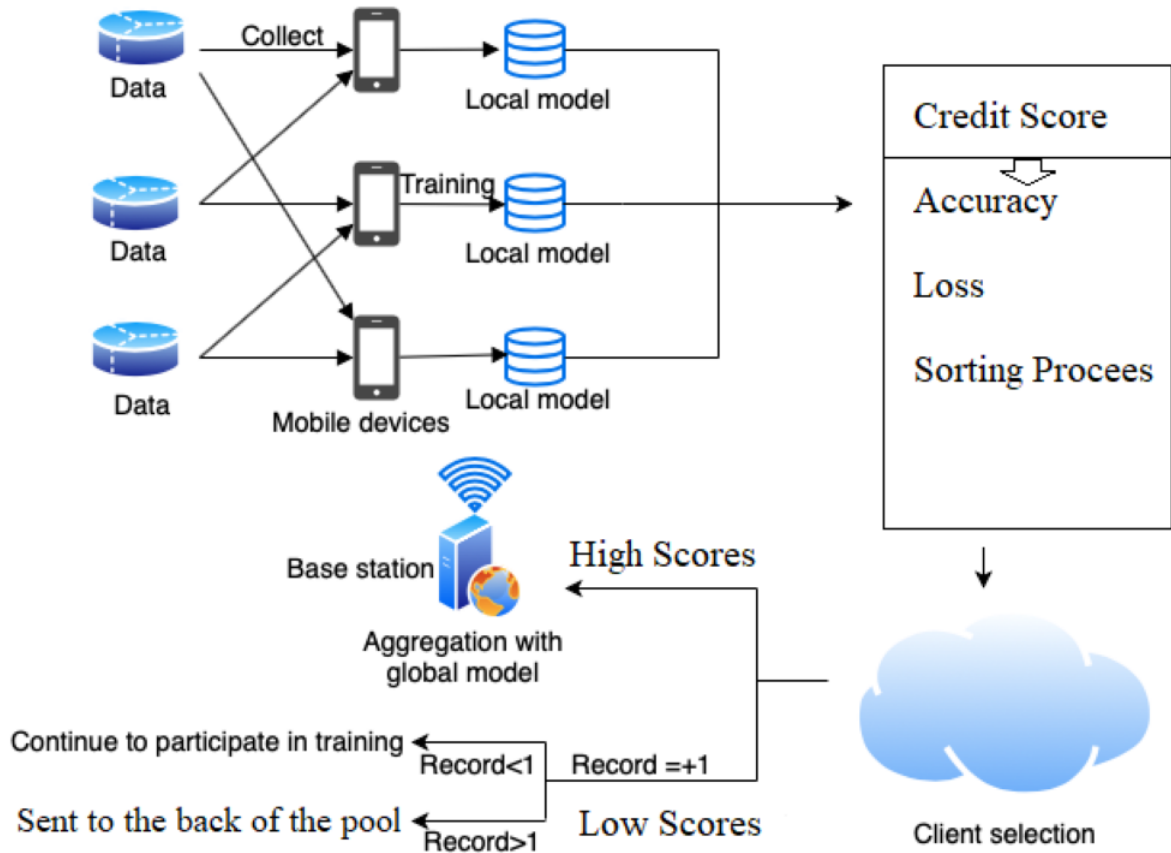 Collect
Data
Local model
Credit Score
Training
Accuracy
Data
Local model
Loss
Sorting Procees
Data
Local model
Mobile devices
High Scores
Base station
Aggregation with
global model
Continue to participate in training
Record<1
Record =+1
Sent to the back of the pool
Record>1
Low Scores
Client selection